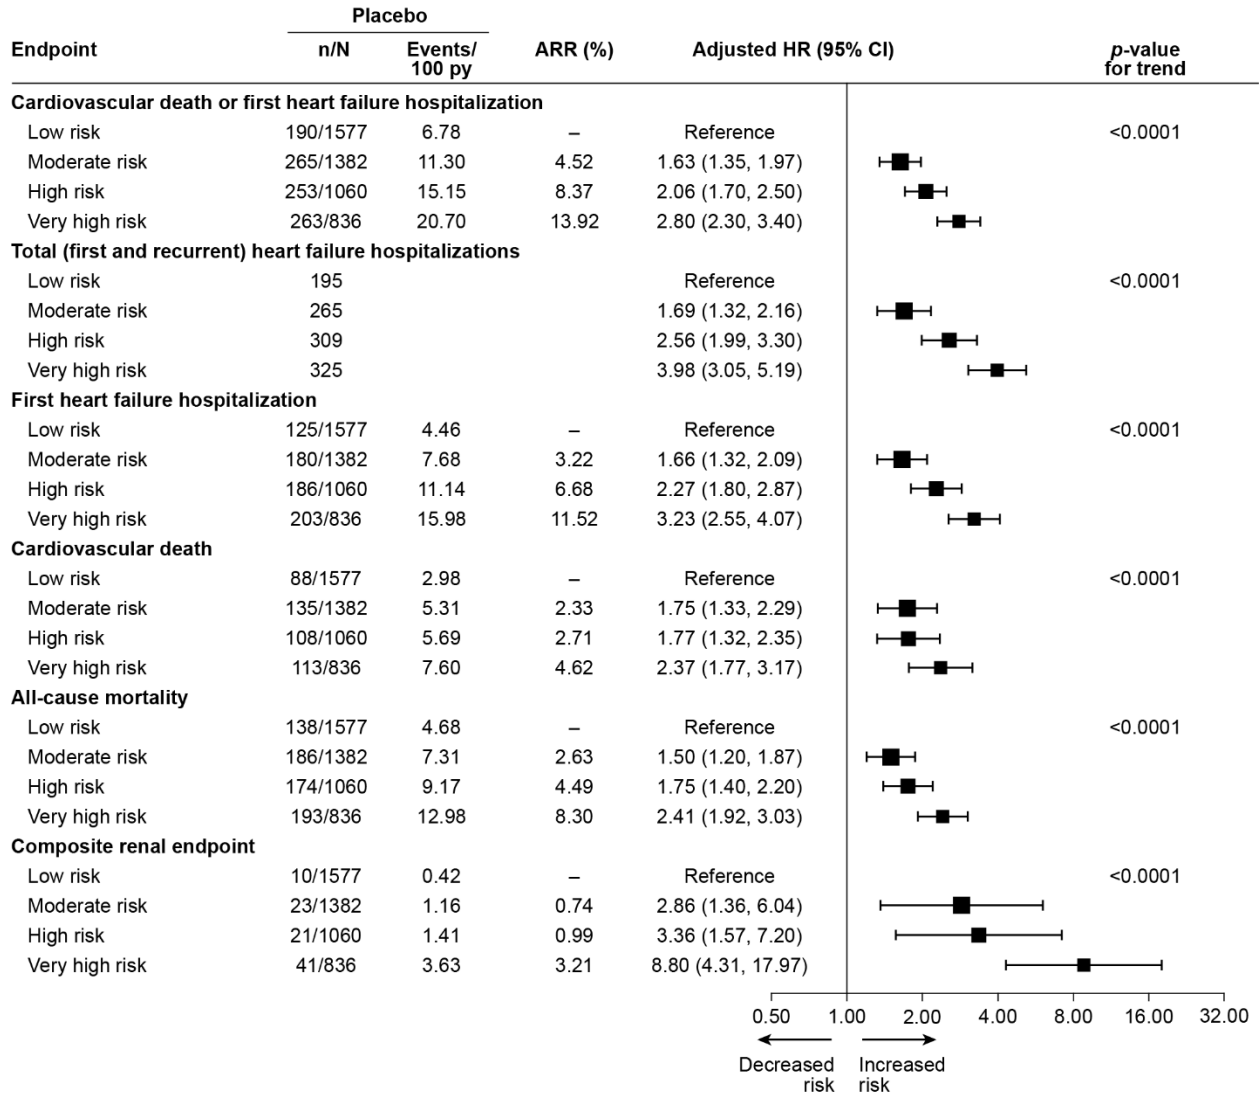 Placebo
Endpoint n/N Events/ 100 py ARR (%) Adjusted HR (95% CI) p-value for trend
Cardiovascular death or first heart failure hospitalization
Low risk 190/1577 6.78 – Reference <0.0001
Moderate risk 265/1382 11.30 4.52 1.63 (1.35, 1.97)
High risk 253/1060 15.15 8.37 2.06 (1.70, 2.50)
Very high risk 263/836 20.70 13.92 2.80 (2.30, 3.40)
Total (first and recurrent) heart failure hospitalizations
Low risk 195 Reference <0.0001
Moderate risk 265 1.69 (1.32, 2.16)
High risk 309 2.56 (1.99, 3.30)
Very high risk 325 3.98 (3.05, 5.19)
First heart failure hospitalization
Low risk 125/1577 4.46 – Reference <0.0001
Moderate risk 180/1382 7.68 3.22 1.66 (1.32, 2.09)
High risk 186/1060 11.14 6.68 2.27 (1.80, 2.87)
Very high risk 203/836 15.98 11.52 3.23 (2.55, 4.07)
Cardiovascular death
Low risk 88/1577 2.98 – Reference <0.0001
Moderate risk 135/1382 5.31 2.33 1.75 (1.33, 2.29)
High risk 108/1060 5.69 2.71 1.77 (1.32, 2.35)
Very high risk 113/836 7.60 4.62 2.37 (1.77, 3.17)
All-cause mortality
Low risk 138/1577 4.68 – Reference <0.0001
Moderate risk 186/1382 7.31 2.63 1.50 (1.20, 1.87)
High risk 174/1060 9.17 4.49 1.75 (1.40, 2.20)
Very high risk 193/836 12.98 8.30 2.41 (1.92, 3.03)
Composite renal endpoint
Low risk 10/1577 0.42 – Reference <0.0001
Moderate risk 23/1382 1.16 0.74 2.86 (1.36, 6.04)
High risk 21/1060 1.41 0.99 3.36 (1.57, 7.20)
Very high risk 41/836 3.63 3.21 8.80 (4.31, 17.97)
0.50 1.00 2.00 4.00 8.00 16.00 32.00
Decreased risk Increased risk